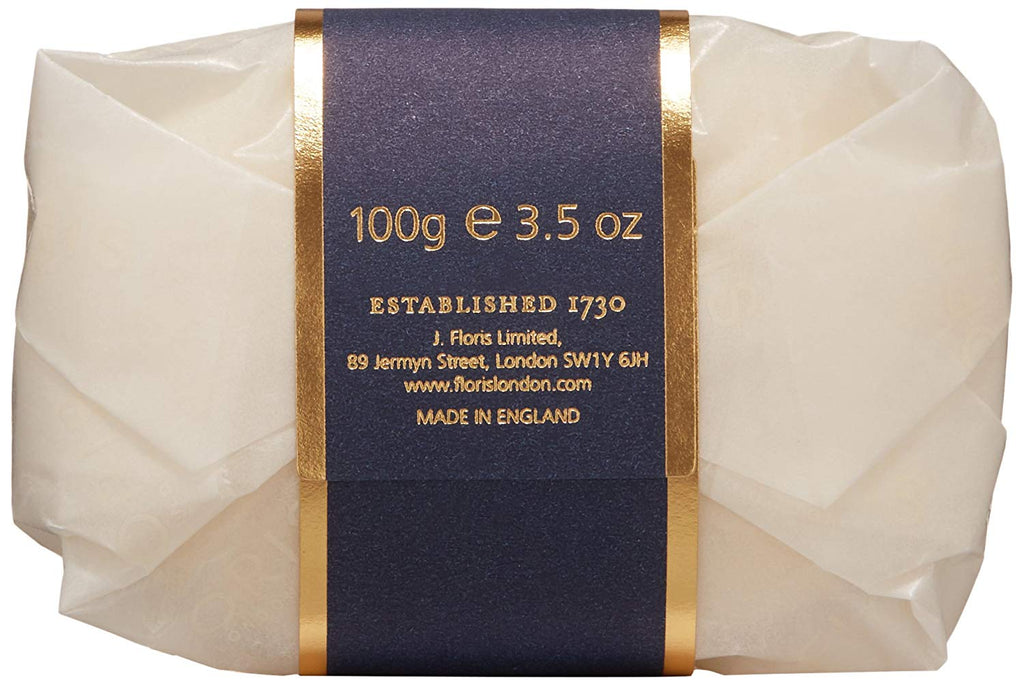 100g ℮ 3.5 oz
ESTABLISHED 1730
J. Floris Limited,
89 Jermyn Street, London SW1Y 6JH
www.florislondon.com
MADE IN ENGLAND